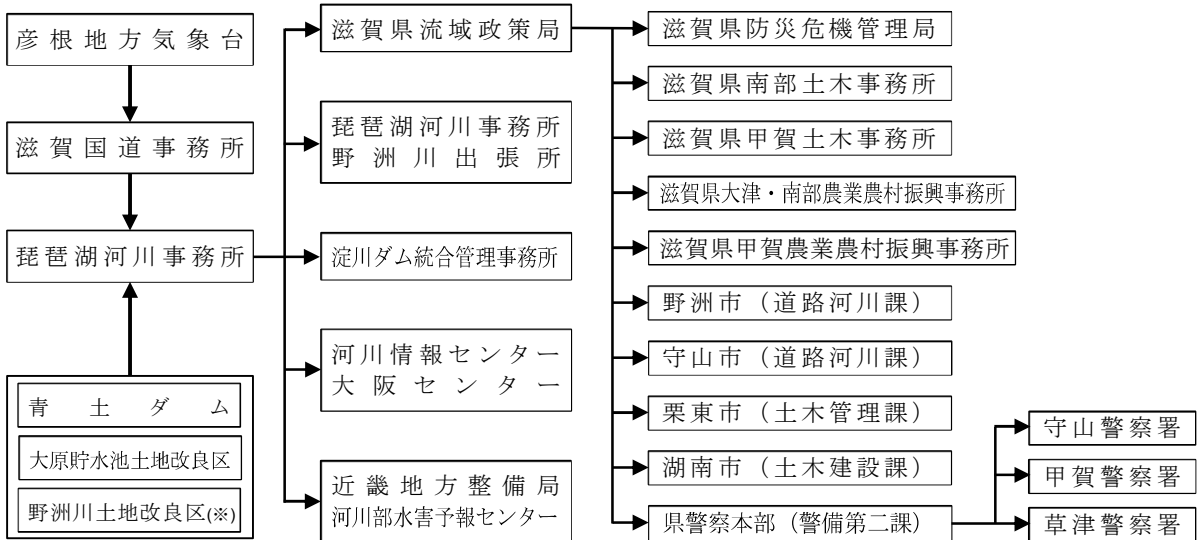 彦根地方気象台
滋賀国道事務所
琵琶湖河川事務所
青土ダム
大原貯水池土地改良区
野洲川土地改良区(※)
滋賀県流域政策局
琵琶湖河川事務所
野洲川出張所
淀川ダム統合管理事務所
河川情報センター
大阪センター
近畿地方整備局
河川部水害予報センター
滋賀県防災危機管理局
滋賀県南部土木事務所
滋賀県甲賀土木事務所
滋賀県大津・南部農業農村振興事務所
滋賀県甲賀農業農村振興事務所
野洲市（道路河川課）
守山市（道路河川課）
栗東市（土木管理課）
湖南市（土木建設課）
県警察本部（警備第二課）
守山警察署
甲賀警察署
草津警察署